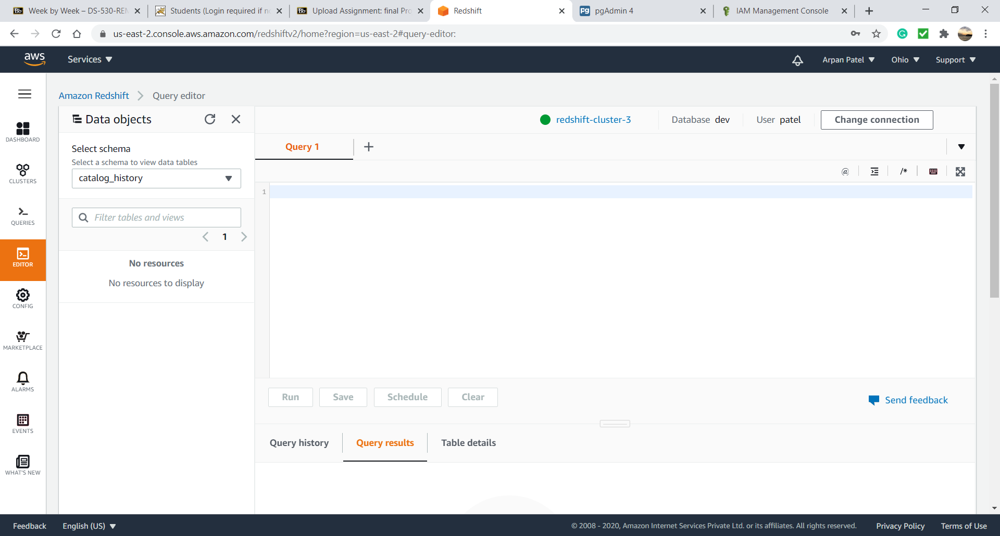 Bb Week by Week – DS-530-REM
Students (Login required if no
Bb Upload Assignment: final Pro
Redshift
Pg pgAdmin 4
IAM Management Console
us-east-2.console.aws.amazon.com/redshiftv2/home?region=us-east-2#query-editor:
aws
Services
Arpan Patel
Ohio
Support
Amazon Redshift
Query editor
Data objects
redshift-cluster-3
Database dev
User patel
Change connection
DASHBOARD
CLUSTERS
QUERIES
EDITOR
CONFIG
MARKETPLACE
ALARMS
EVENTS
WHAT'S NEW
Select schema
Select a schema to view data tables
catalog_history
Filter tables and views
1
No resources
No resources to display
Query 1
@
/*
1
Run
Save
Schedule
Clear
Send feedback
Query history
Query results
Table details
Feedback
English (US)
© 2008 - 2020, Amazon Internet Services Private Ltd. or its affiliates. All rights reserved.
Privacy Policy
Terms of Use